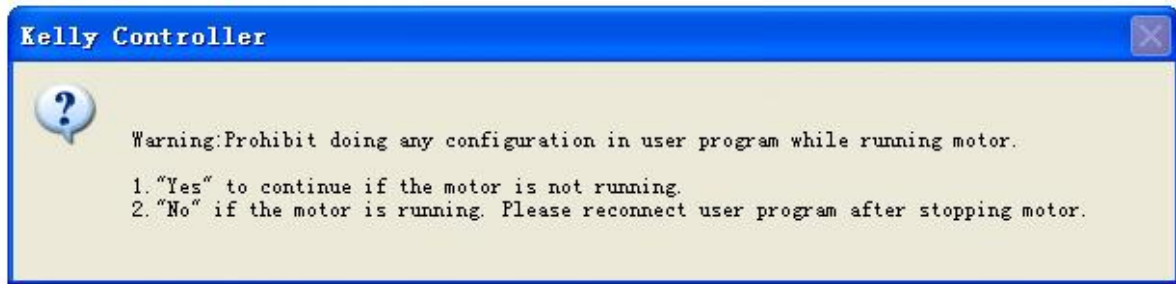 Kelly Controller
Warning:Prohibit doing any configuration in user program while running motor.
1."Yes" to continue if the motor is not running.
2."No" if the motor is running. Please reconnect user program after stopping motor.